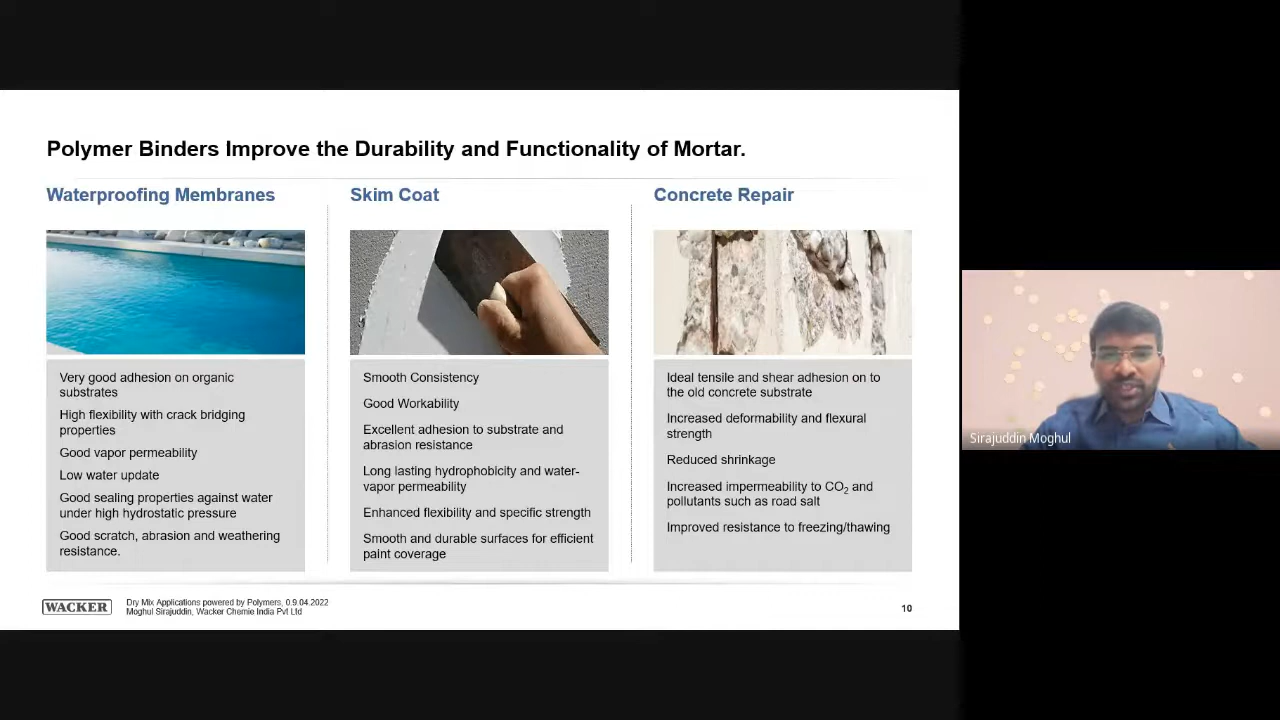 Polymer Binders Improve the Durability and Functionality of Mortar.
Waterproofing Membranes
Very good adhesion on organic
substrates
High flexibility with crack bridging
properties
Good vapor permeability
Low water update
Good sealing properties against water
under high hydrostatic pressure
Good scratch, abrasion and weathering
resistance.
Skim Coat
Smooth Consistency
Good Workability
Excellent adhesion to substrate and
abrasion resistance
Long lasting hydrophobicity and water-
vapor permeability
Enhanced flexibility and specific strength
Smooth and durable surfaces for efficient
paint coverage
Concrete Repair
Ideal tensile and shear adhesion on to
the old concrete substrate
Increased deformability and flexural
strength
Reduced shrinkage
Increased impermeability to CO2 and
pollutants such as road salt
Improved resistance to freezing/thawing
WACKER
Dry Mix Applications powered by Polymers, 0.9.04.2022
Moghul Sirajuddin, Wacker Chemie India Pvt Ltd
10
Sirajuddin Moghul